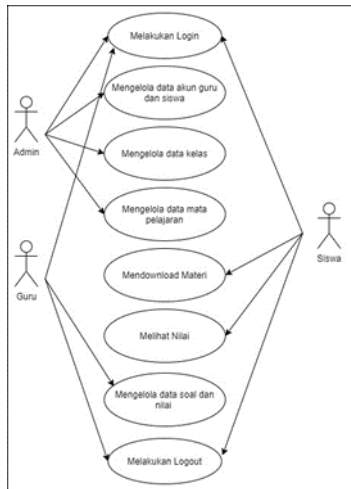 Melakukan Login
Mengelola data akun guru
dan siswa
Admin
Mengelola data kelas
Mengelola data mata
pelajaran
Siswa
Guru
Mendownload Materi
Melihat Nilai
Mengelola data soal dan
nilai
Melakukan Logout